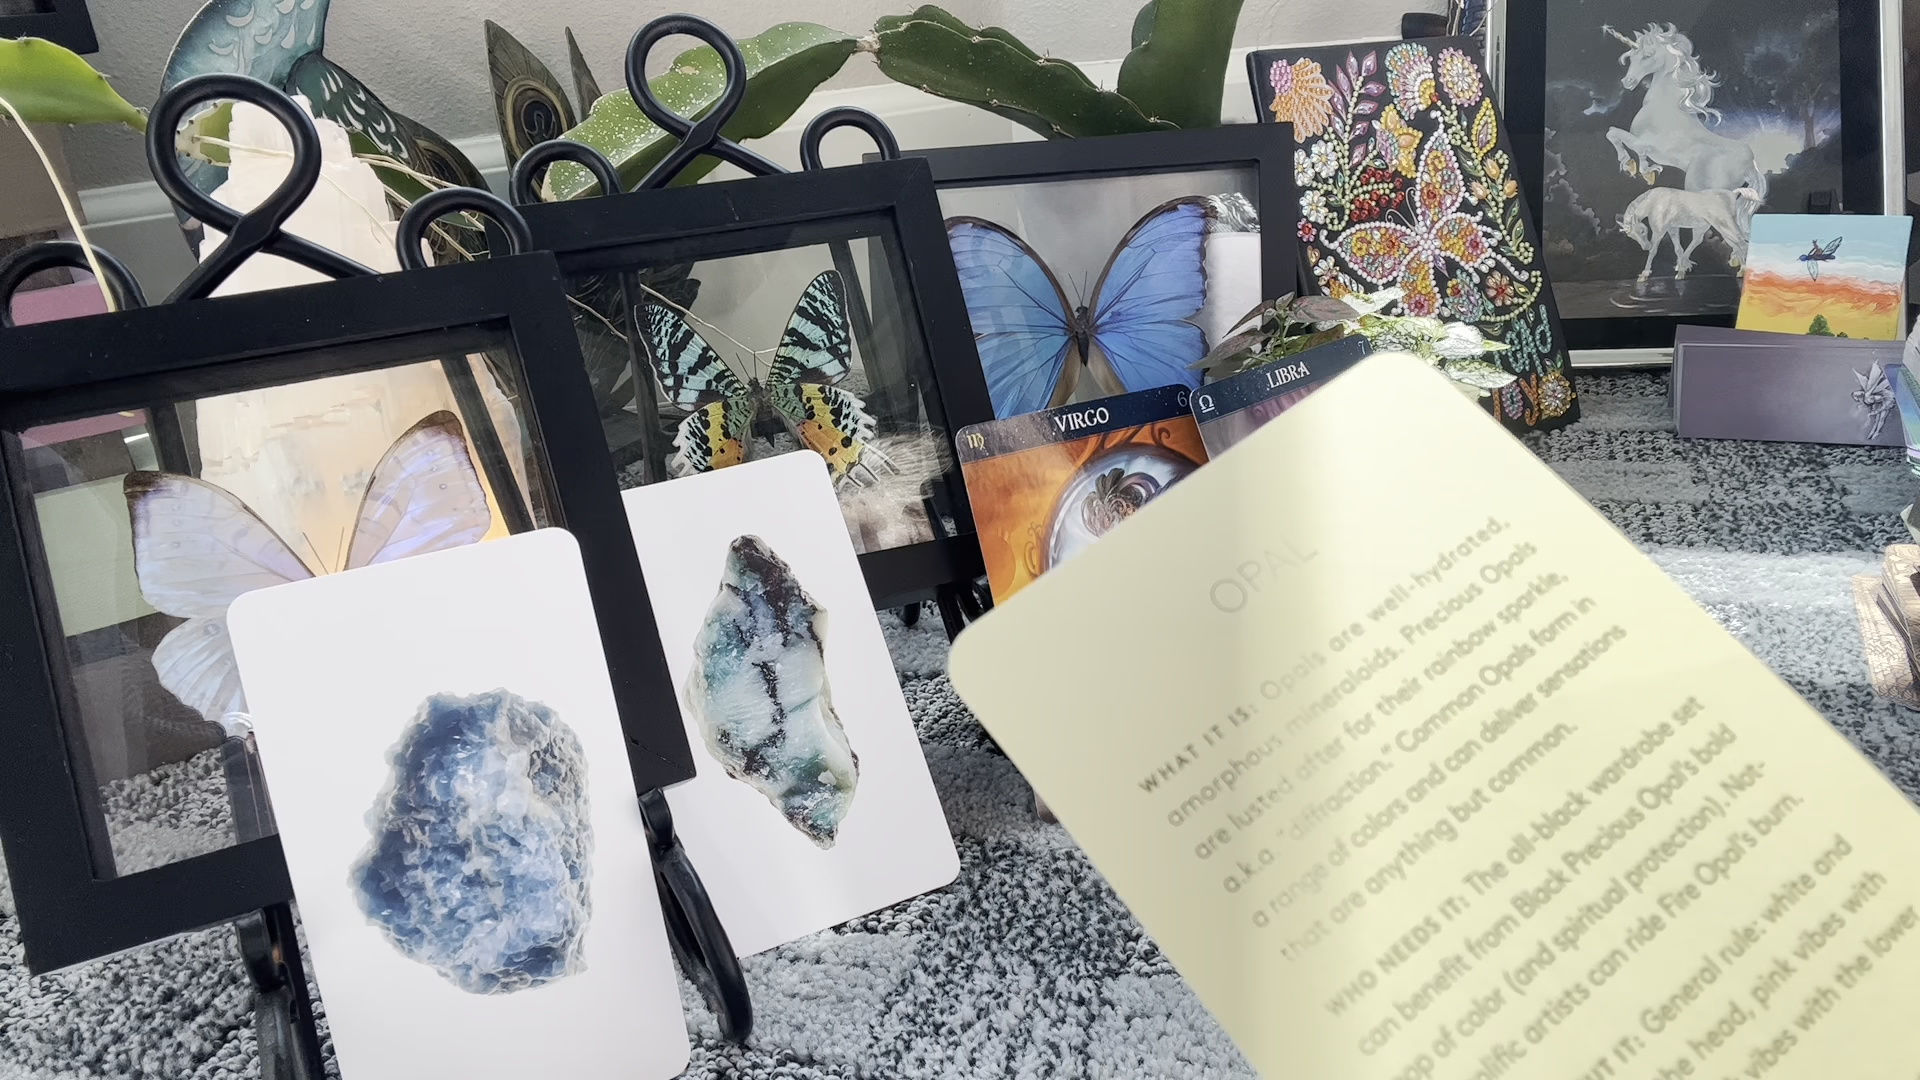 VIRGO
6
LIBRA
7
OPAL
WHAT IT IS: Opals are well-hydrated,
amorphous mineraloids. Precious Opals
are lusted after for their rainbow sparkle,
a.k.a. "diffraction." Common Opals form in
a range of colors and can deliver sensations
that are anything but common.
WHO NEEDS IT: The all-black wardrobe set
can benefit from Black Precious Opal's bold
pop of color (and spiritual protection). Not-
olific artists can ride Fire Opal's burn.
UT IT: General rule: white and
he head, pink vibes with
vibes with the lower